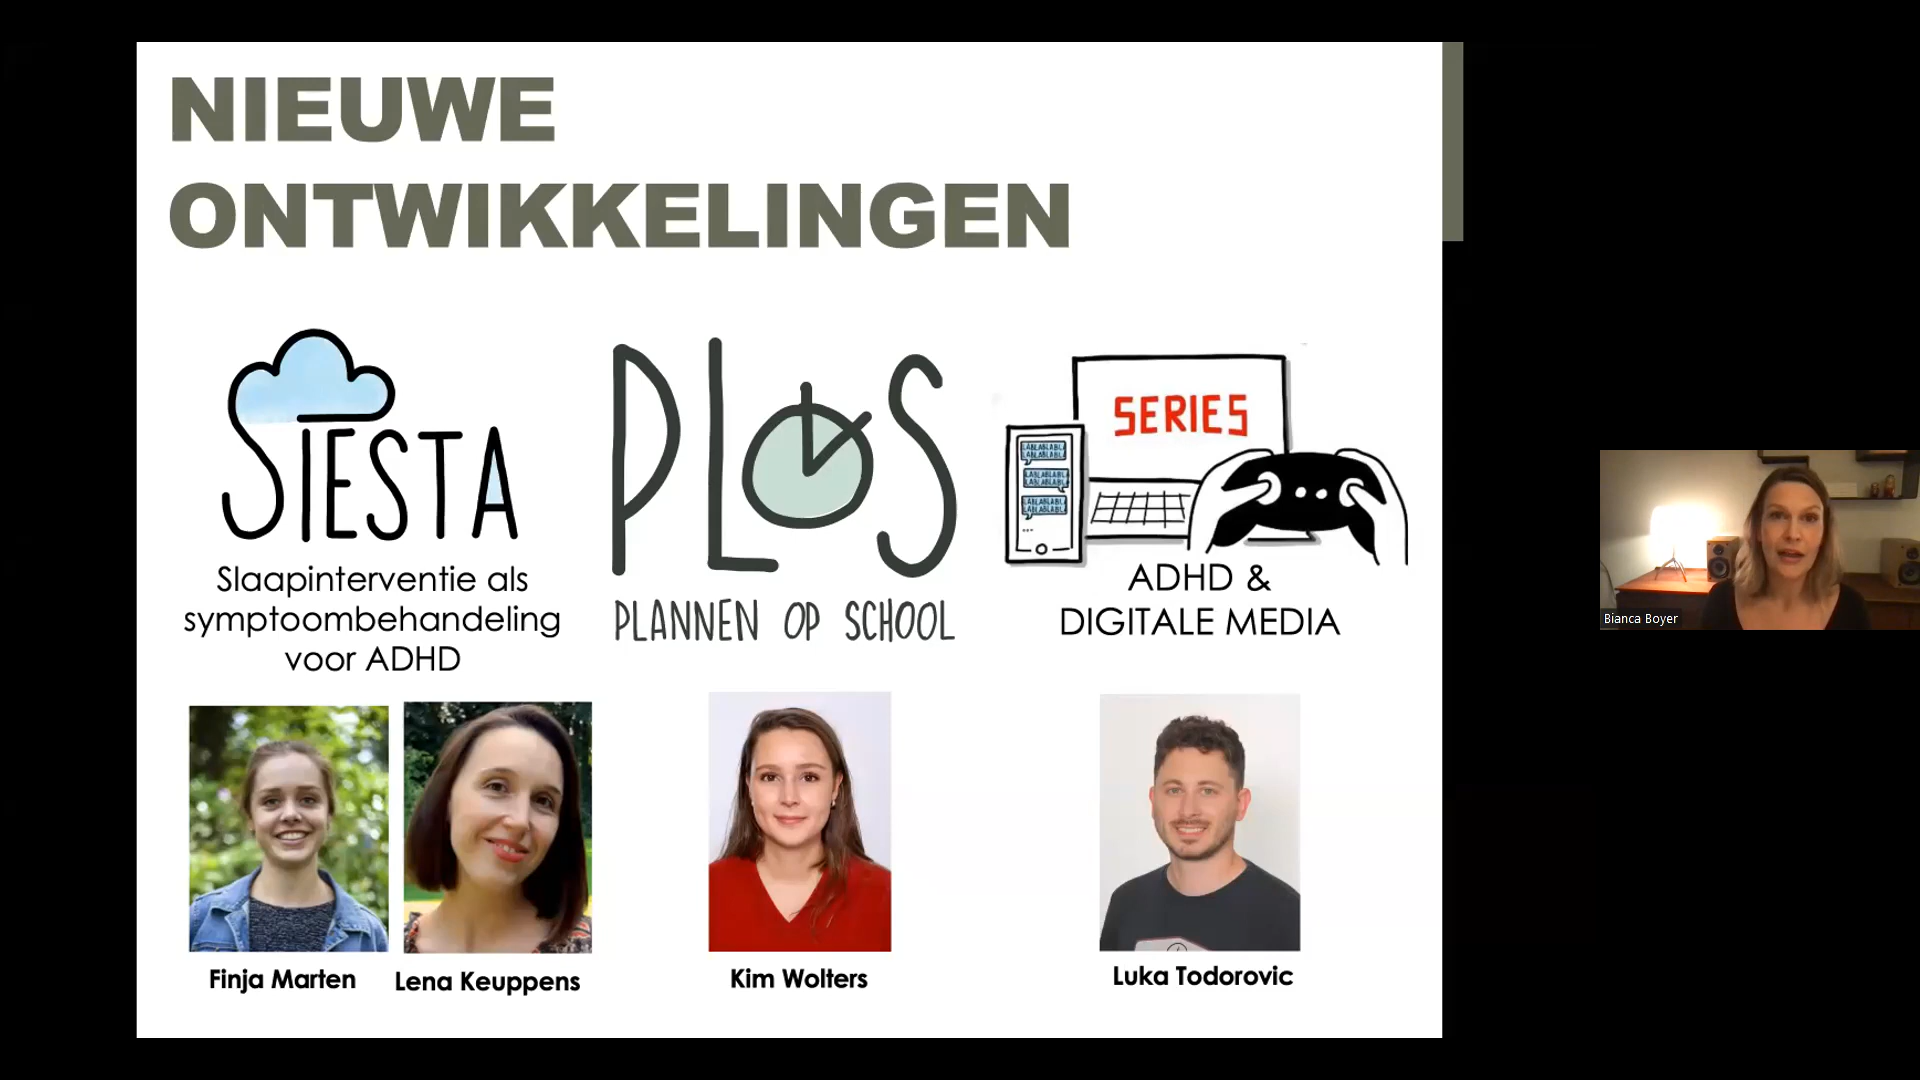 NIEUWE
ONTWIKKELINGEN
SIESTA
Slaapinterventie als
symptoombehandeling
voor ADHD
PLOS
PLANNEN OP SCHOOL
SERIES
ADHD &
DIGITALE MEDIA
Finja Marten
Lena Keuppens
Kim Wolters
Luka Todorovic
Bianca Boyer